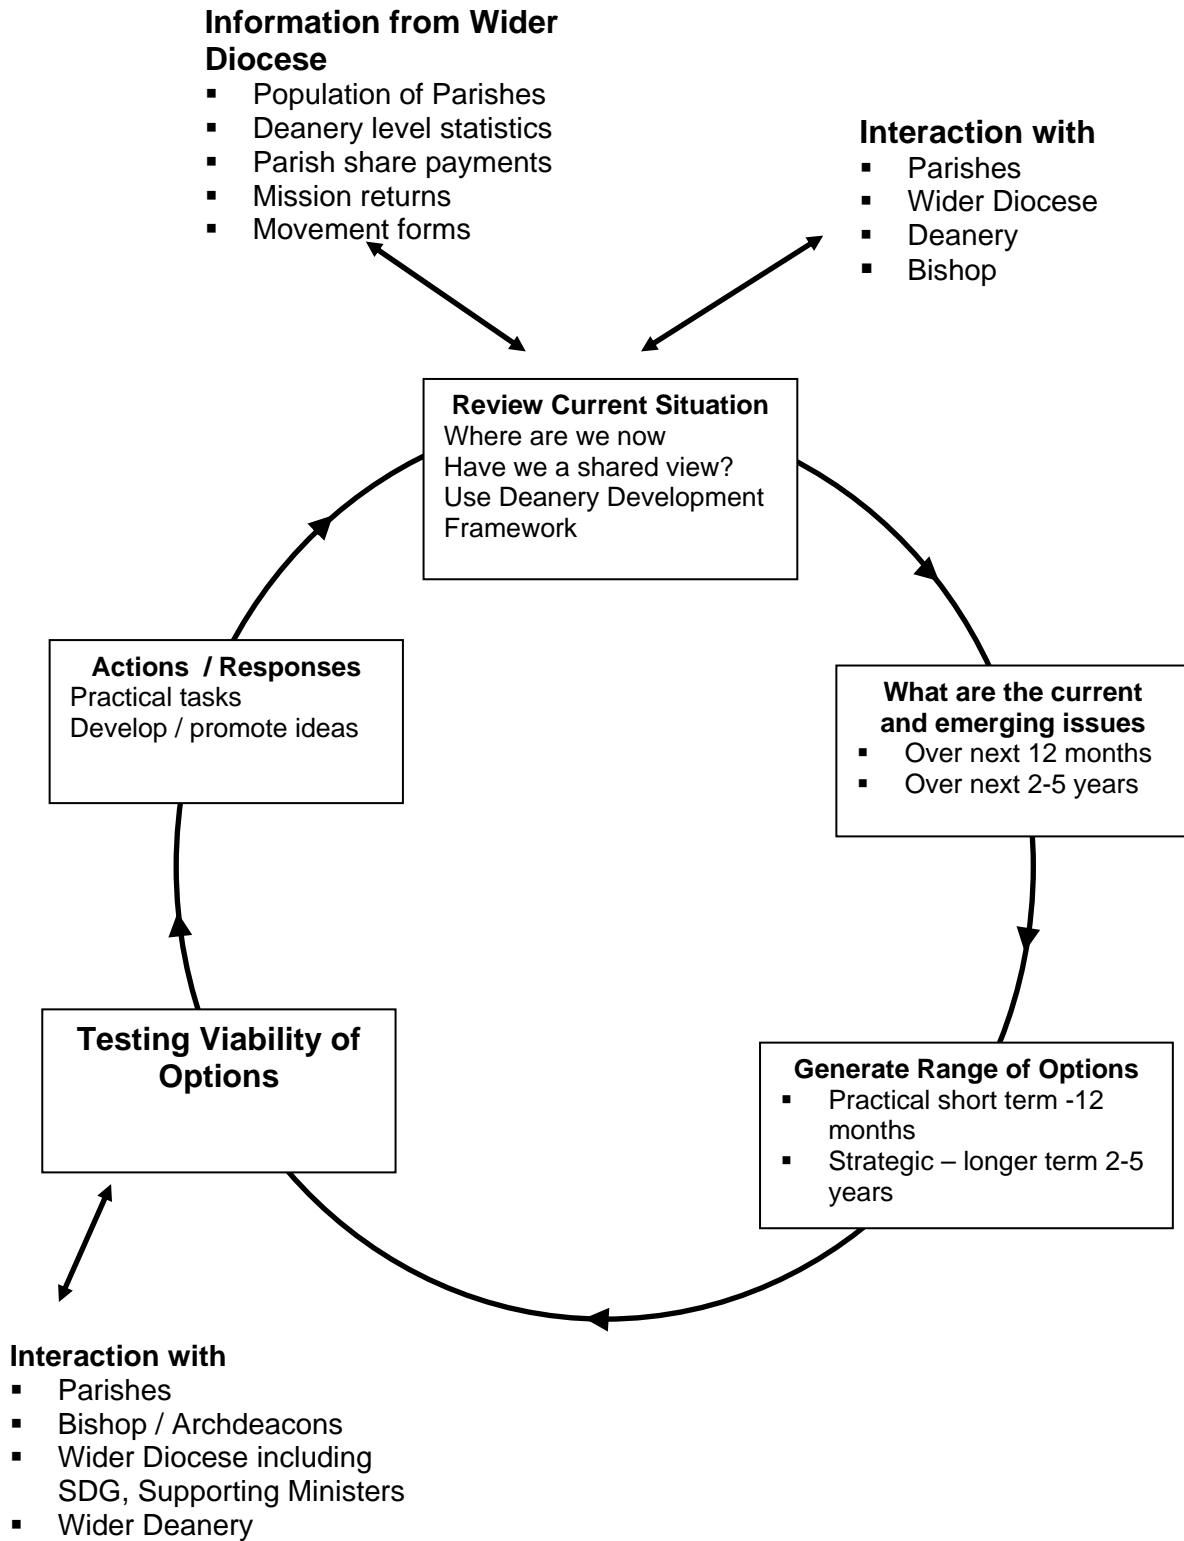 Information from Wider
Diocese
▪ Population of Parishes
▪ Deanery level statistics
▪ Parish share payments
▪ Mission returns
▪ Movement forms
Interaction with
▪ Parishes
▪ Wider Diocese
▪ Deanery
▪ Bishop
Review Current Situation
Where are we now
Have we a shared view?
Use Deanery Development
Framework
What are the current
and emerging issues
▪ Over next 12 months
▪ Over next 2-5 years
Generate Range of Options
▪ Practical short term -12
months
▪ Strategic – longer term 2-5
years
Testing Viability of
Options
Actions / Responses
Practical tasks
Develop / promote ideas
Interaction with
▪ Parishes
▪ Bishop / Archdeacons
▪ Wider Diocese including
SDG, Supporting Ministers
▪ Wider Deanery